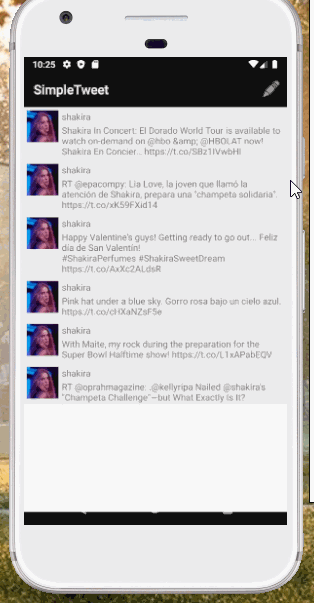 10:25
SimpleTweet
shakira
Shakira In Concert: El Dorado World Tour is available to
watch on-demand on @hbo &amp; @HBOLAT now!
Shakira En Concier... https://t.co/SBz1IVwbHl
shakira
RT @epacompy: Lia Love, la joven que llamó la
atención de Shakira, prepara una "champeta solidaria".
https://t.co/xK59FXid14
shakira
Happy Valentine's guys! Getting ready to go out... Feliz
día de San Valentín!
#ShakiraPerfumes #ShakiraSweetDream
https://t.co/AxXc2ALdsR
shakira
Pink hat under a blue sky. Gorro rosa bajo un cielo azul.
https://t.co/cHXaNZsF5e
shakira
With Maite, my rock during the preparation for the
Super Bowl Halftime show! https://t.co/L1xAPabEQV
shakira
RT @oprahmagazine: .@kellyripa Nailed @shakira's
"Champeta Challenge"—but What Exactly Is It?